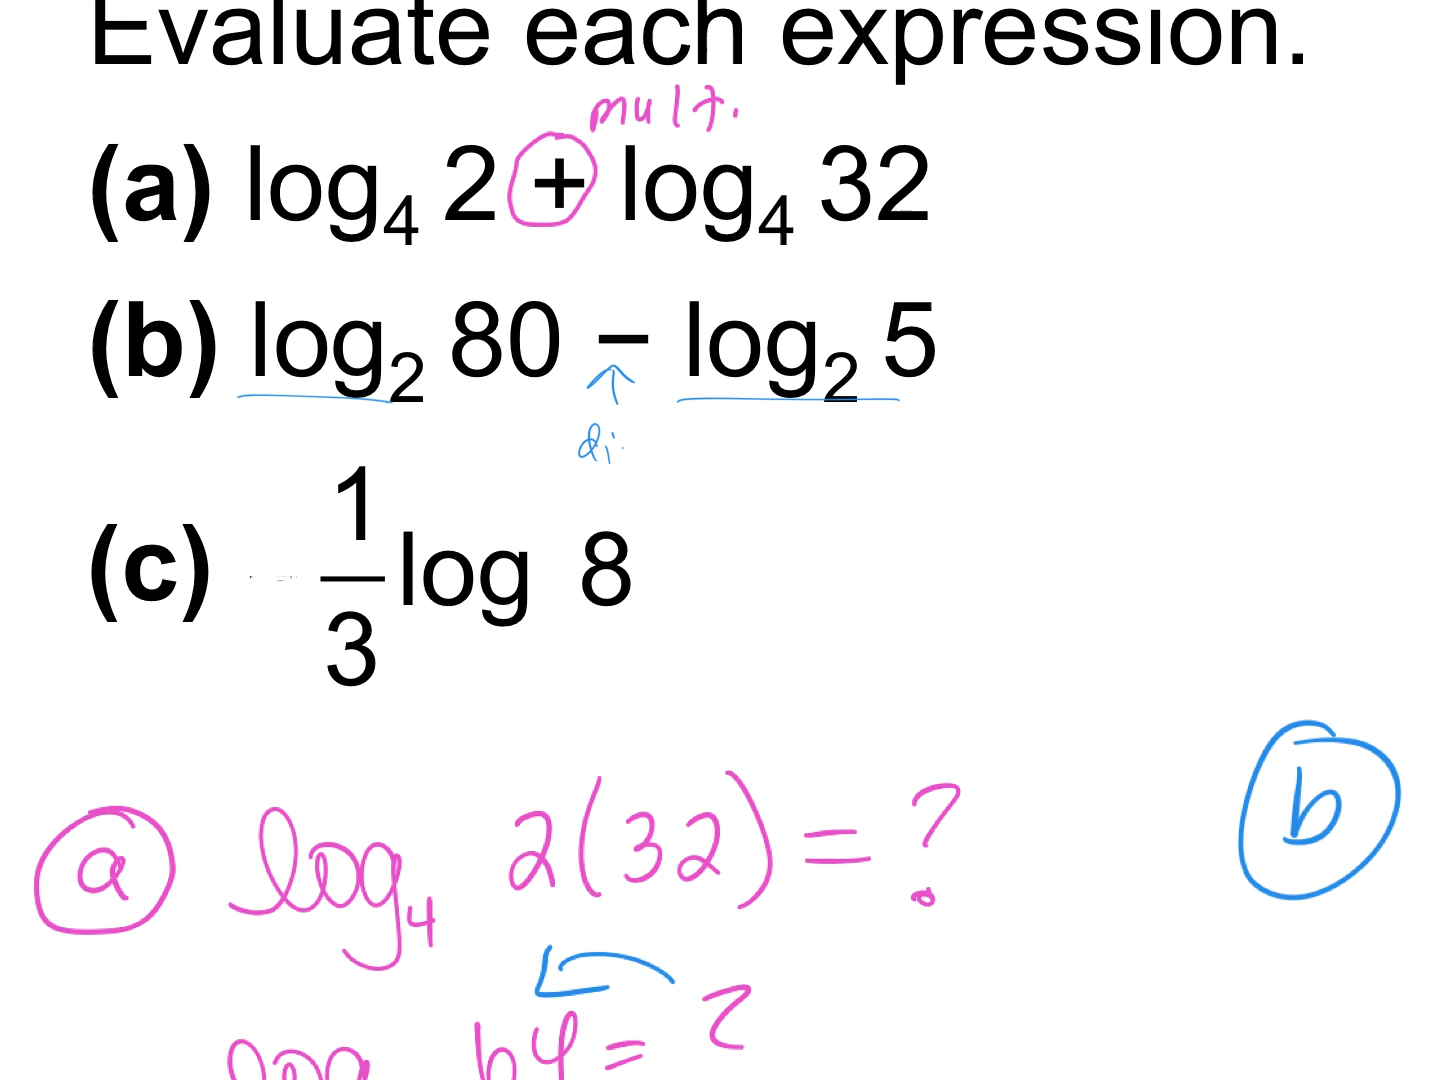 Evaluate each expression.
mult.
(a) log₄ 2 + log₄ 32
(b) log₂ 80 − log₂ 5
di
(c) 1/3 log 8
b
a log₄ 2(32) = ?
log 64 = ?